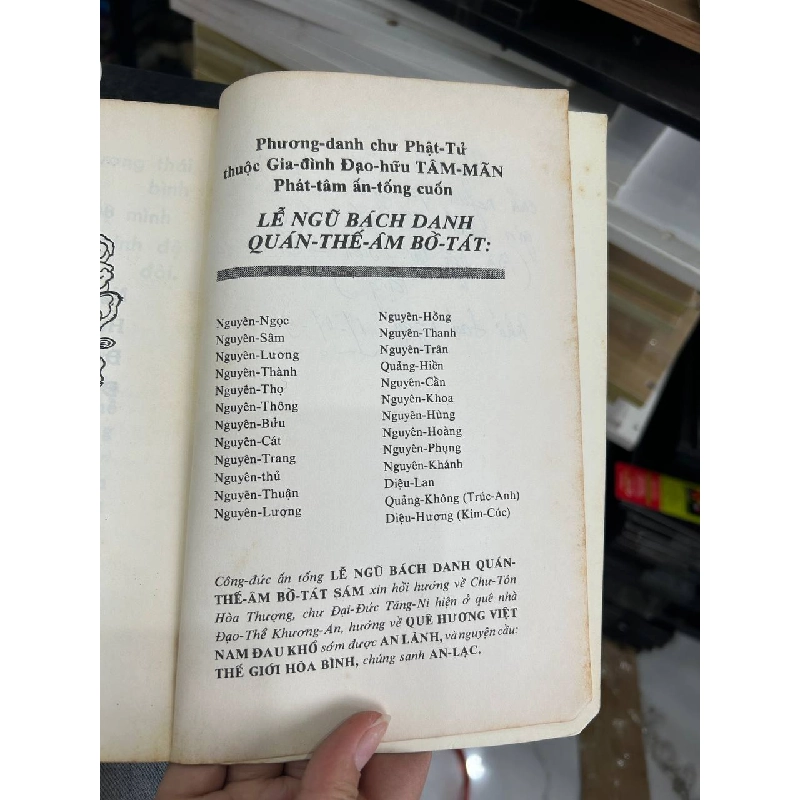 ương thái
bình
mình
đệ
đôi.
Phương-danh chư Phật-Tử
thuộc Gia-đình Đạo-hữu TÂM-MÃN
Phát-tâm ấn-tống cuốn
LỄ NGŨ BÁCH DANH
QUÁN-THẾ-ÂM BỒ-TÁT:
Nguyên-Ngọc
Nguyên-Sâm
Nguyên-Lương
Nguyên-Thành
Nguyên-Thọ
Nguyên-Thông
Nguyên-Bửu
Nguyên-Cát
Nguyên-Trang
Nguyên-thủ
Nguyên-Thuận
Nguyên-Lượng
Nguyên-Hồng
Nguyên-Thanh
Nguyên-Trân
Quảng-Hiền
Nguyên-Cần
Nguyên-Khoa
Nguyên-Hùng
Nguyên-Hoàng
Nguyên-Phụng
Nguyên-Khánh
Diệu-Lan
Quảng-Không (Trúc-Anh)
Diệu-Hương (Kim-Cúc)
Công-đức ấn tống LỄ NGŨ BÁCH DANH QUÁN-
THẾ-ÂM BỒ-TÁT SÁM xin hồi hướng về Chư-Tôn
Hòa Thượng, chư Đại-Đức Tăng-Ni hiện ở quê nhà
Đạo-Thể Khương-An, hướng về QUÊ HƯƠNG VIỆT
NAM ĐAU KHỔ sớm được AN LẢNH, và nguyện cầu:
THẾ GIỚI HÒA BÌNH, chúng sanh AN-LẠC.